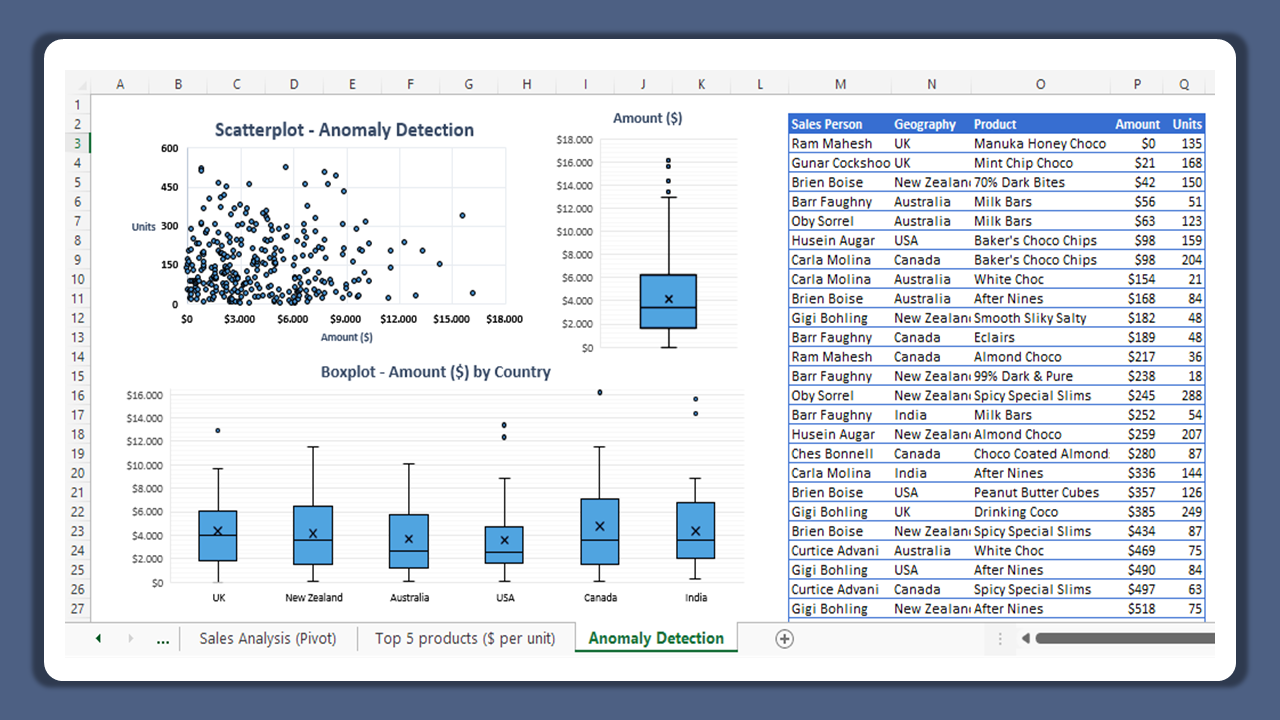 A B C D E F G H I J K L M N O P Q
1
2
3
4
5
6
7
8
9
10
11
12
13
14
15
16
17
18
19
20
21
22
23
24
25
26
27
Scatterplot - Anomaly Detection
600
450
300
150
0
Units
$0 $3.000 $6.000 $9.000 $12.000 $15.000 $18.000
Amount ($)
Amount ($)
$18.000
$16.000
$14.000
$12.000
$10.000
$8.000
$6.000
$4.000
$2.000
$0
Boxplot - Amount ($) by Country
$16.000
$14.000
$12.000
$10.000
$8.000
$6.000
$4.000
$2.000
$0
UK New Zealand Australia USA Canada India
Sales Person Geography Product Amount Units
Ram Mahesh UK Manuka Honey Choco $0 135
Gunar Cockshoo UK Mint Chip Choco $21 168
Brien Boise New Zealan 70% Dark Bites $42 150
Barr Faughny Australia Milk Bars $56 51
Oby Sorrel Australia Milk Bars $63 123
Husein Augar USA Baker's Choco Chips $98 159
Carla Molina Canada Baker's Choco Chips $98 204
Carla Molina Australia White Choc $154 21
Brien Boise Australia After Nines $168 84
Gigi Bohling New Zealan Smooth Sliky Salty $182 48
Barr Faughny Canada Eclairs $189 48
Ram Mahesh Canada Almond Choco $217 36
Barr Faughny New Zealan 99% Dark & Pure $238 18
Oby Sorrel New Zealan Spicy Special Slims $245 288
Barr Faughny India Milk Bars $252 54
Husein Augar New Zealan Almond Choco $259 207
Ches Bonnell Canada Choco Coated Almond $280 87
Carla Molina India After Nines $336 144
Brien Boise USA Peanut Butter Cubes $357 126
Gigi Bohling UK Drinking Coco $385 249
Brien Boise New Zealan Spicy Special Slims $434 87
Curtice Advani Australia White Choc $469 75
Gigi Bohling USA After Nines $490 84
Curtice Advani Canada Spicy Special Slims $497 63
Gigi Bohling New Zealan After Nines $518 75
... Sales Analysis (Pivot) Top 5 products ($ per unit) Anomaly Detection